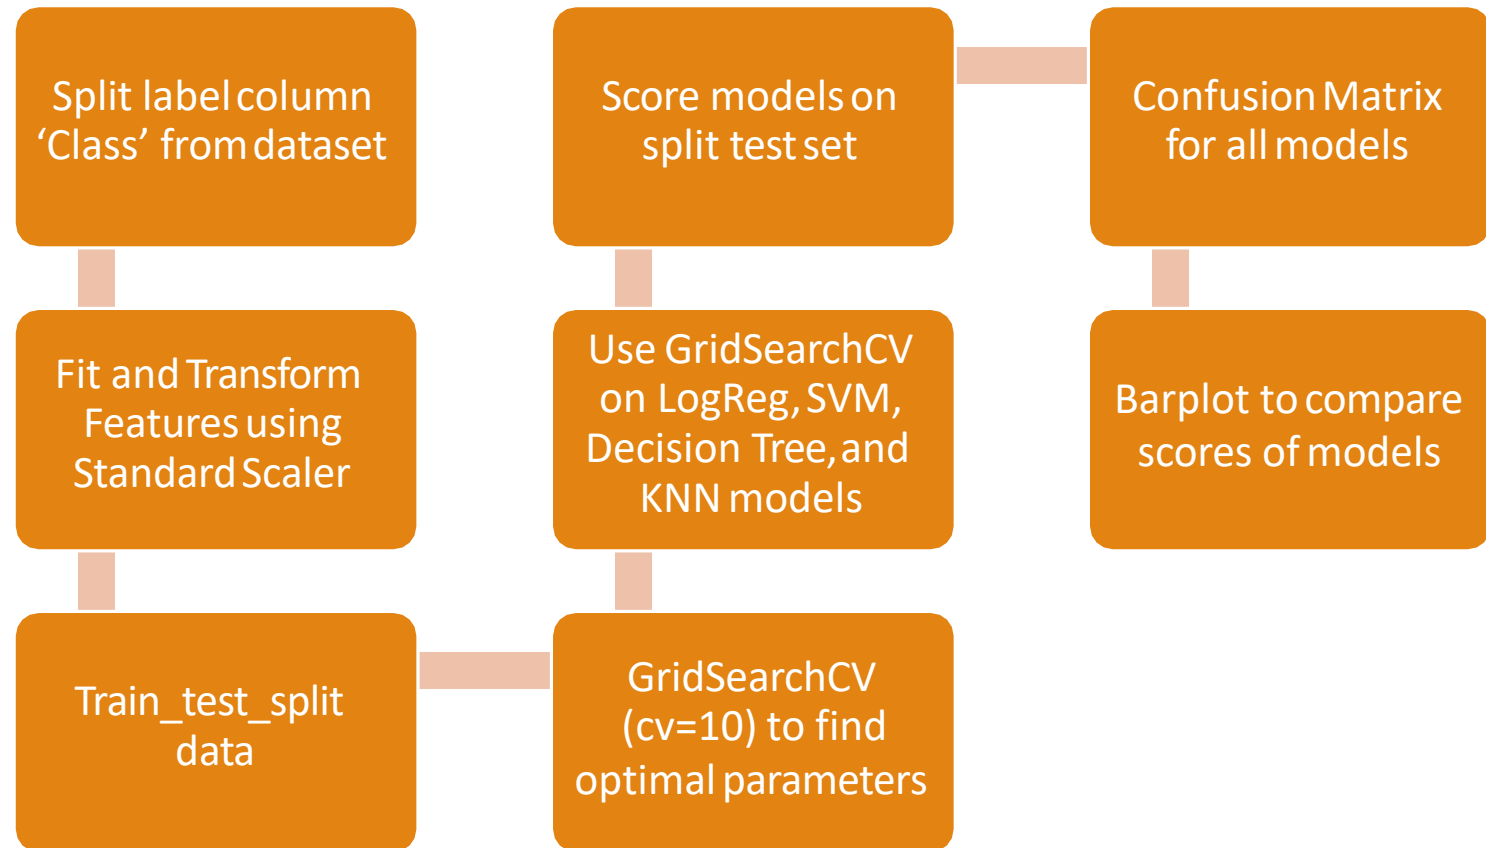 Split label column
‘Class’ from dataset
Fit and Transform
Features using
Standard Scaler
Train_test_split
data
GridSearchCV
(cv=10) to find
optimal parameters
Use GridSearchCV
on LogReg, SVM,
Decision Tree, and
KNN models
Score models on
split test set
Confusion Matrix
for all models
Barplot to compare
scores of models